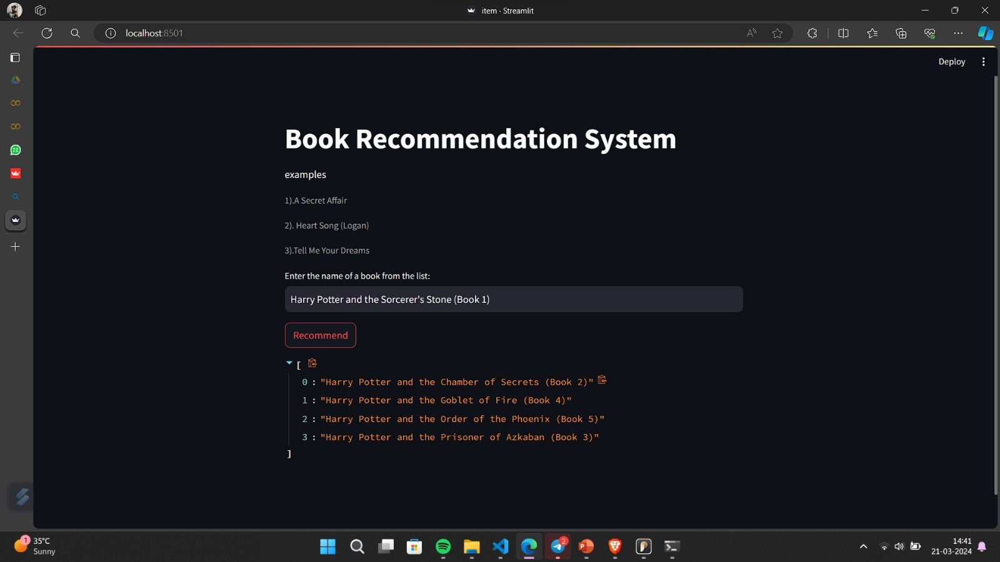 item - Streamlit
localhost:8501
Deploy
Book Recommendation System
examples
1).A Secret Affair
2). Heart Song (Logan)
3).Tell Me Your Dreams
Enter the name of a book from the list:
Harry Potter and the Sorcerer's Stone (Book 1)
Recommend
[
0 : "Harry Potter and the Chamber of Secrets (Book 2)"
1 : "Harry Potter and the Goblet of Fire (Book 4)"
2 : "Harry Potter and the Order of the Phoenix (Book 5)"
3 : "Harry Potter and the Prisoner of Azkaban (Book 3)"
]
22
1
35°C
Sunny
2
14:41
21-03-2024